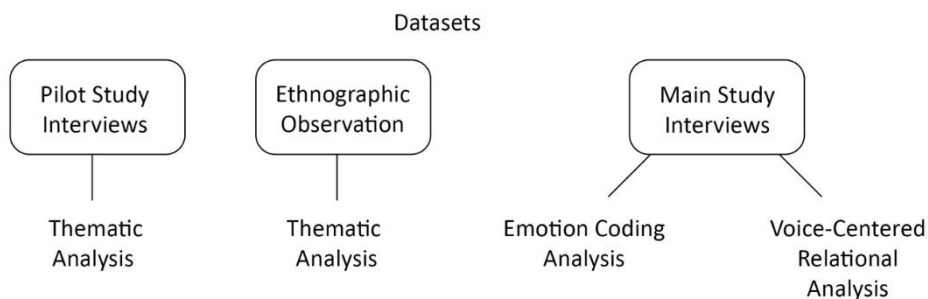 Datasets
Pilot Study
Interviews
Ethnographic
Observation
Main Study
Interviews
Thematic
Analysis
Thematic
Analysis
Emotion Coding
Analysis
Voice-Centered
Relational
Analysis